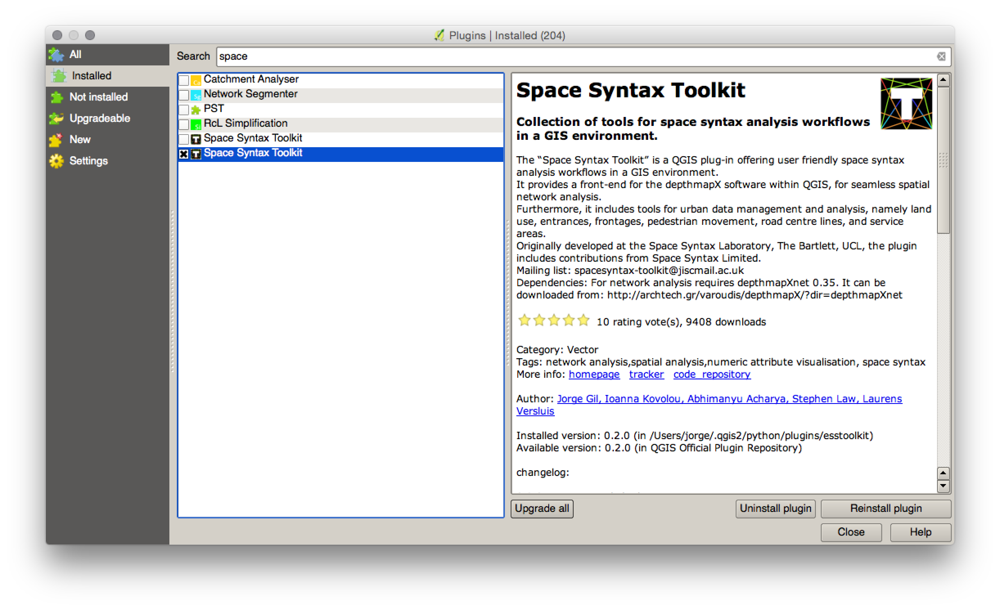 Plugins | Installed (204)
All
Installed
Not installed
Upgradeable
New
Settings
Search space
Ca Catchment Analyser
Sg Network Segmenter
PST
Si RcL Simplification
T Space Syntax Toolkit
T Space Syntax Toolkit
Space Syntax Toolkit
T
Collection of tools for space syntax analysis workflows
in a GIS environment.
The “Space Syntax Toolkit” is a QGIS plug-in offering user friendly space syntax
analysis workflows in a GIS environment.
It provides a front-end for the depthmapX software within QGIS, for seamless spatial
network analysis.
Furthermore, it includes tools for urban data management and analysis, namely land
use, entrances, frontages, pedestrian movement, road centre lines, and service
areas.
Originally developed at the Space Syntax Laboratory, The Bartlett, UCL, the plugin
includes contributions from Space Syntax Limited.
Mailing list: spacesyntax-toolkit@jiscmail.ac.uk
Dependencies: For network analysis requires depthmapXnet 0.35. It can be
downloaded from: http://archtech.gr/varoudis/depthmapX/?dir=depthmapXnet
10 rating vote(s), 9408 downloads
Category: Vector
Tags: network analysis,spatial analysis,numeric attribute visualisation, space syntax
More info: homepage tracker code_repository
Author: Jorge Gil, Ioanna Kovolou, Abhimanyu Acharya, Stephen Law, Laurens
Versluis
Installed version: 0.2.0 (in /Users/jorge/.qgis2/python/plugins/esstoolkit)
Available version: 0.2.0 (in QGIS Official Plugin Repository)
changelog:
Upgrade all
Uninstall plugin
Reinstall plugin
Close
Help